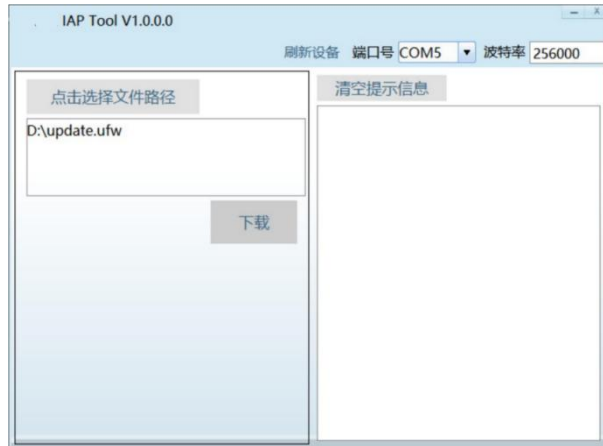 IAP Tool V1.0.0.0
刷新设备 端口号 COM5 波特率 256000
点击选择文件路径
清空提示信息
D:\update.ufw
下载